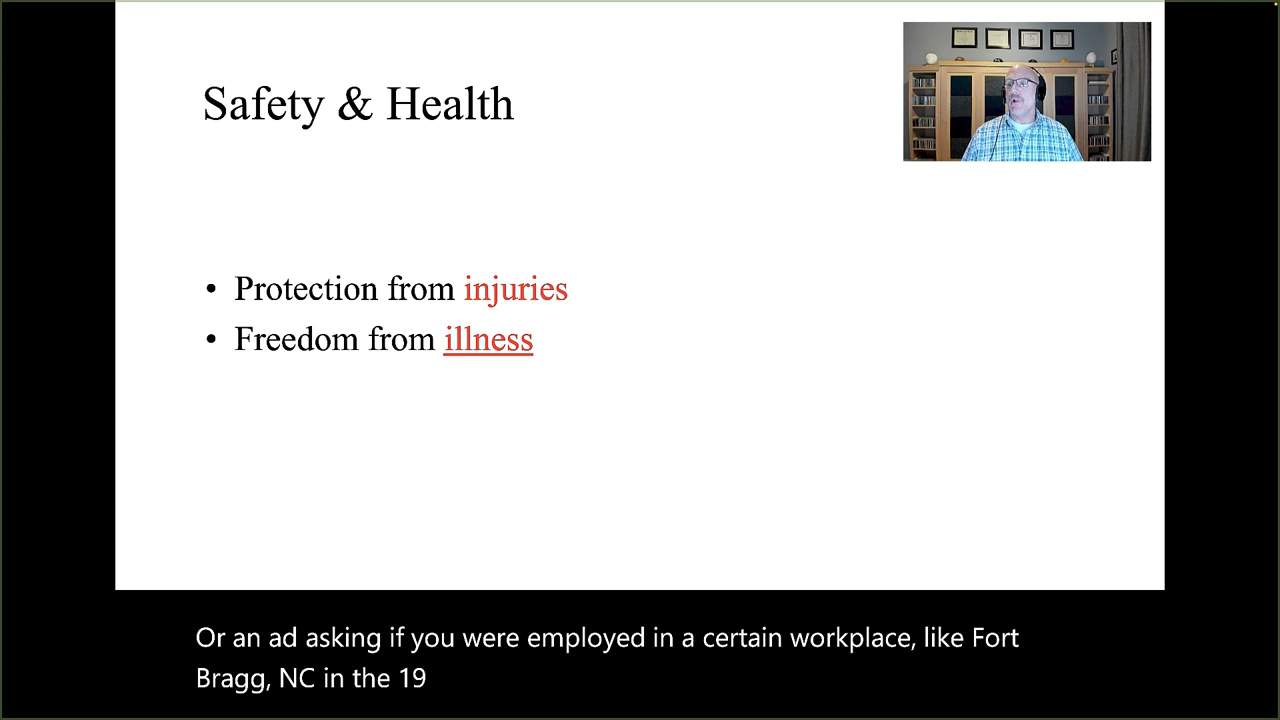 Safety & Health
• Protection from injuries
• Freedom from illness
Or an ad asking if you were employed in a certain workplace, like Fort
Bragg, NC in the 19